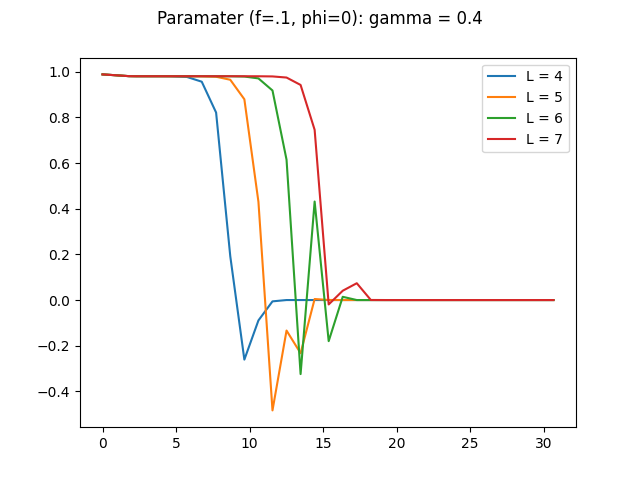 Paramater (f=.1, phi=0): gamma = 0.4
1.0
0.8
0.6
0.4
0.2
0.0
−0.2
−0.4
L = 4
L = 5
L = 6
L = 7
0 5 10 15 20 25 30